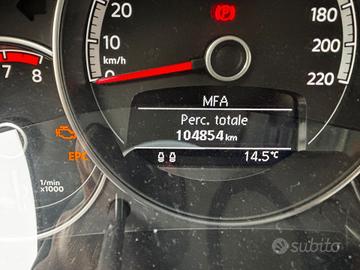 20
180
10
200
km/h
0
220
7
8
MFA
Perc. totale
104854 km
14.5°C
EPC
1/min
x1000
subito